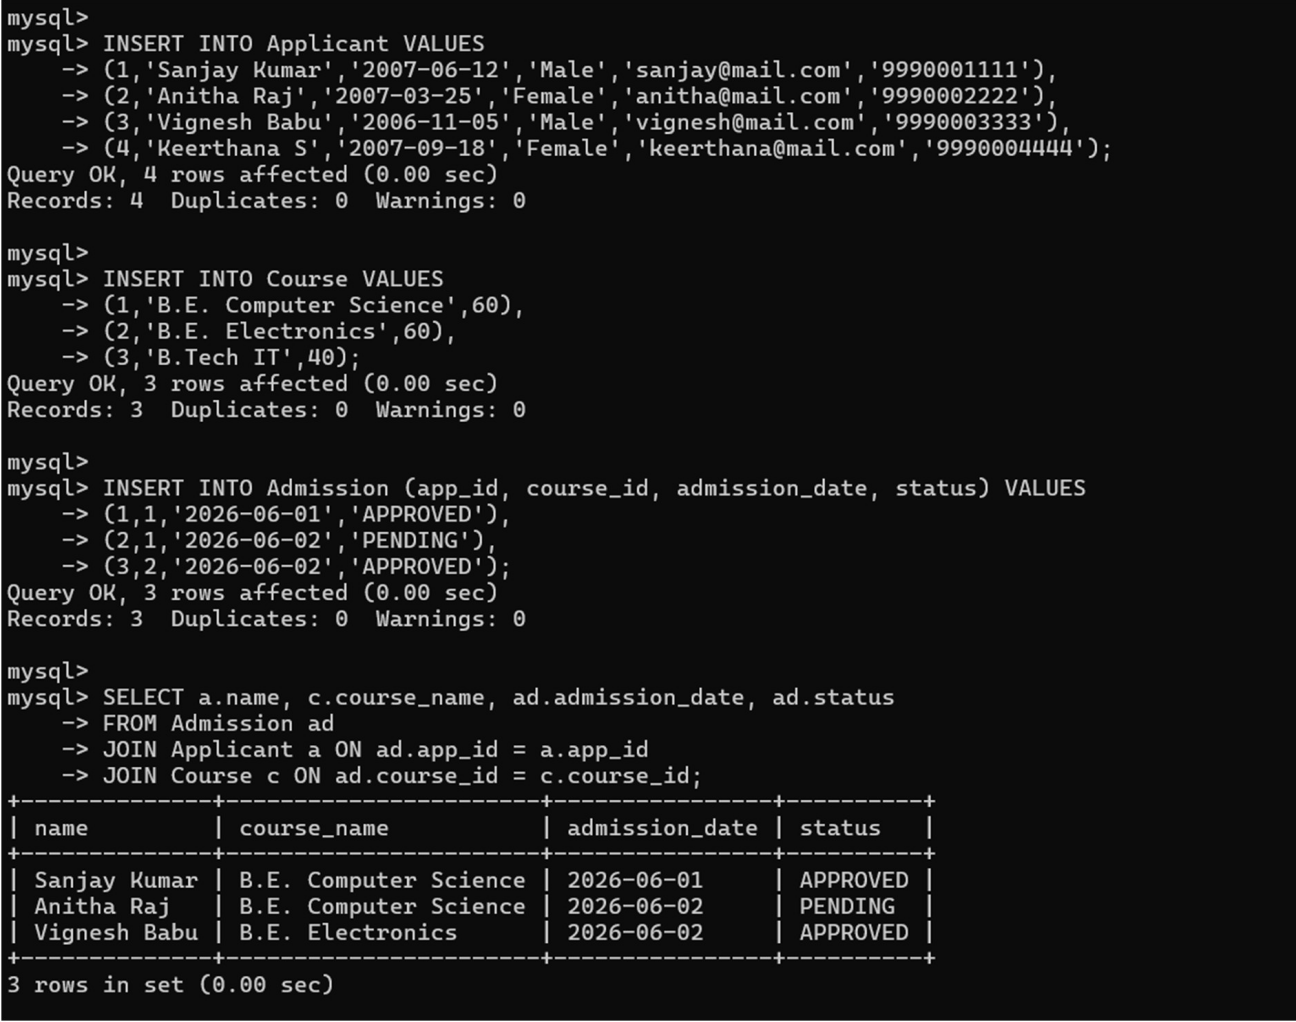 mysql>
mysql> INSERT INTO Applicant VALUES
    -> (1,'Sanjay Kumar','2007-06-12','Male','sanjay@mail.com','9990001111'),
    -> (2,'Anitha Raj','2007-03-25','Female','anitha@mail.com','9990002222'),
    -> (3,'Vignesh Babu','2006-11-05','Male','vignesh@mail.com','9990003333'),
    -> (4,'Keerthana S','2007-09-18','Female','keerthana@mail.com','9990004444');
Query OK, 4 rows affected (0.00 sec)
Records: 4  Duplicates: 0  Warnings: 0

mysql>
mysql> INSERT INTO Course VALUES
    -> (1,'B.E. Computer Science',60),
    -> (2,'B.E. Electronics',60),
    -> (3,'B.Tech IT',40);
Query OK, 3 rows affected (0.00 sec)
Records: 3  Duplicates: 0  Warnings: 0

mysql>
mysql> INSERT INTO Admission (app_id, course_id, admission_date, status) VALUES
    -> (1,1,'2026-06-01','APPROVED'),
    -> (2,1,'2026-06-02','PENDING'),
    -> (3,2,'2026-06-02','APPROVED');
Query OK, 3 rows affected (0.00 sec)
Records: 3  Duplicates: 0  Warnings: 0

mysql>
mysql> SELECT a.name, c.course_name, ad.admission_date, ad.status
    -> FROM Admission ad
    -> JOIN Applicant a ON ad.app_id = a.app_id
    -> JOIN Course c ON ad.course_id = c.course_id;
+--------------+-----------------------+----------------+----------+
| name         | course_name           | admission_date | status   |
+--------------+-----------------------+----------------+----------+
| Sanjay Kumar | B.E. Computer Science | 2026-06-01     | APPROVED |
| Anitha Raj   | B.E. Computer Science | 2026-06-02     | PENDING  |
| Vignesh Babu | B.E. Electronics      | 2026-06-02     | APPROVED |
+--------------+-----------------------+----------------+----------+
3 rows in set (0.00 sec)